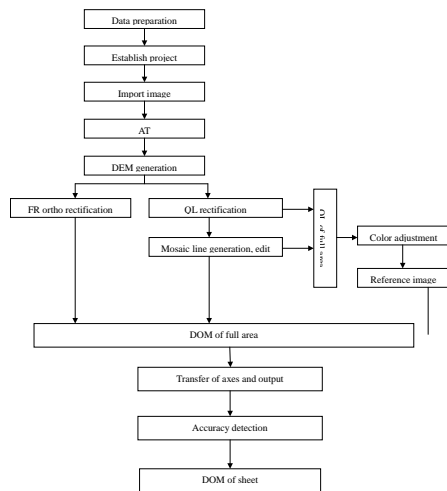 Data preparation
Establish project
Import image
AT
DEM generation
FR ortho rectification
QL rectification
Mosaic line generation, edit
Color adjustment
Reference image
DOM of full area
Transfer of axes and output
Accuracy detection
DOM of sheet